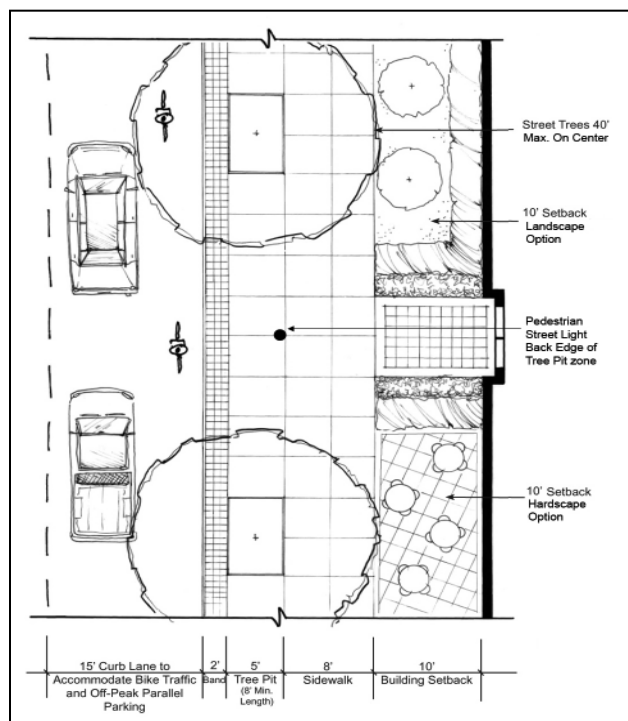 Street Trees 40'
Max. On Center
10' Setback
Landscape
Option
Pedestrian
Street Light
Back Edge of
Tree Pit zone
10' Setback
Hardscape
Option
15' Curb Lane to
Accommodate Bike Traffic
and Off-Peak Parallel
Parking
2'
Band
5'
Tree Pit
(8' Min.
Length)
8'
Sidewalk
10'
Building Setback